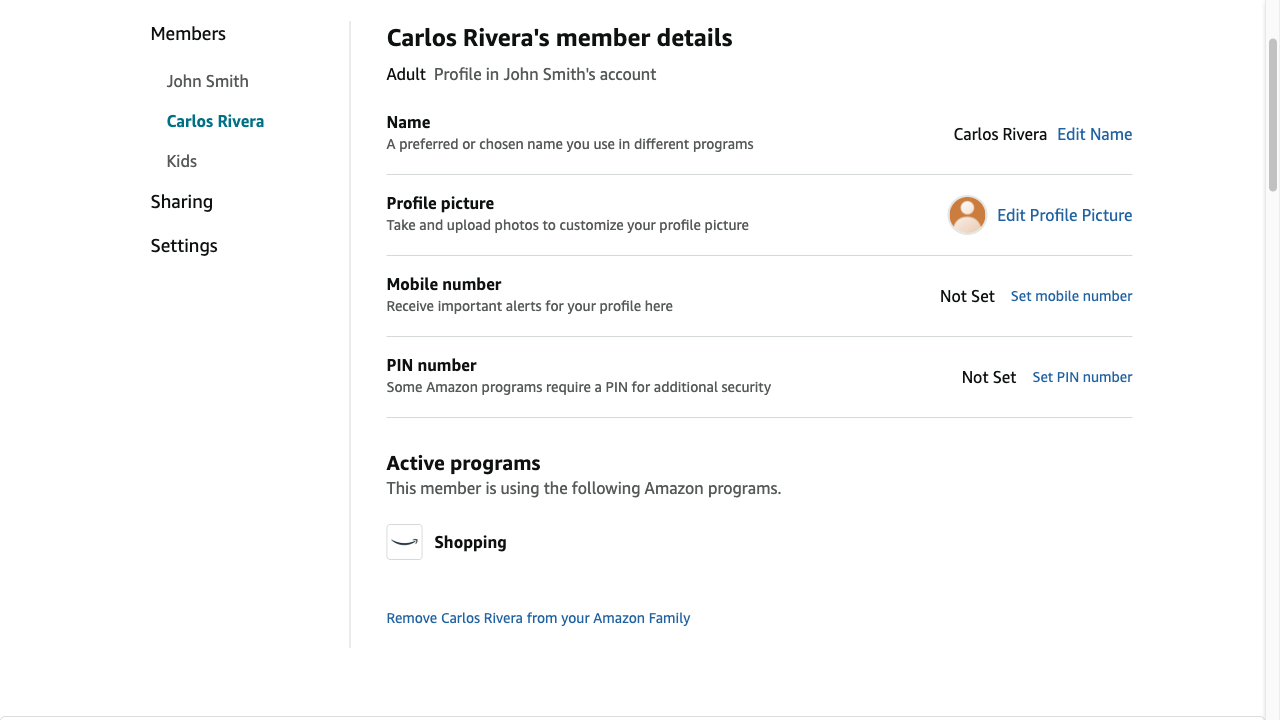 Members
John Smith
Carlos Rivera
Kids
Sharing
Settings
Carlos Rivera's member details
Adult Profile in John Smith's account
Name
A preferred or chosen name you use in different programs
Carlos Rivera Edit Name
Profile picture
Take and upload photos to customize your profile picture
Edit Profile Picture
Mobile number
Receive important alerts for your profile here
Not Set Set mobile number
PIN number
Some Amazon programs require a PIN for additional security
Not Set Set PIN number
Active programs
This member is using the following Amazon programs.
Shopping
Remove Carlos Rivera from your Amazon Family